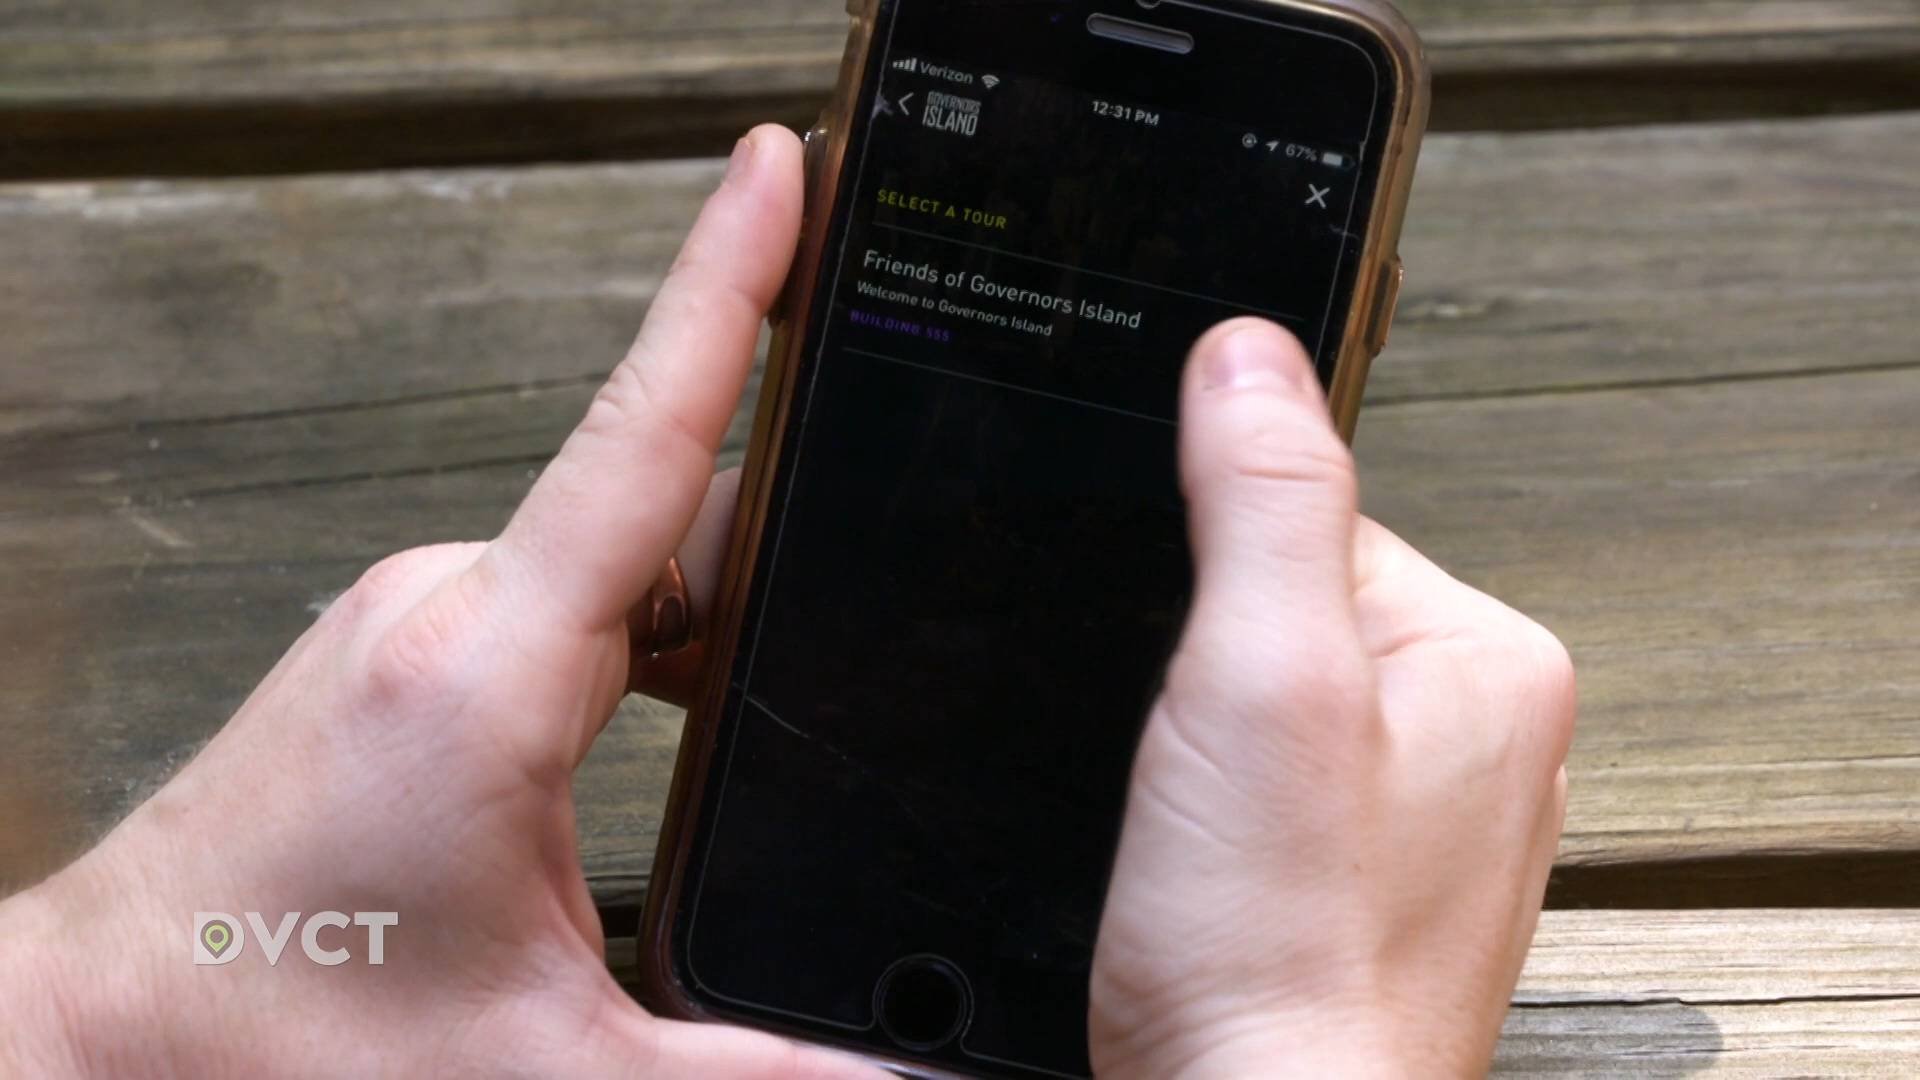 Verizon
12:31 PM
67%
GOVERNORS
ISLAND
SELECT A TOUR
Friends of Governors Island
Welcome to Governors Island
BUILDING 555
DVCT